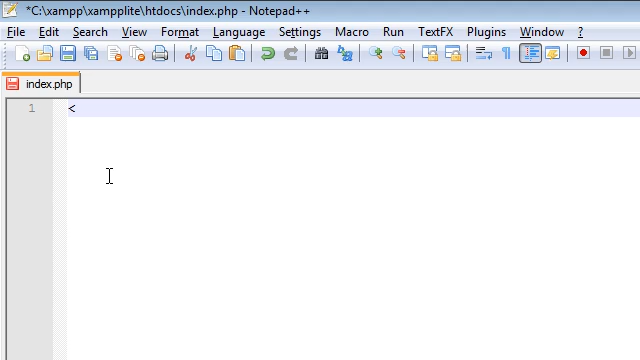 *C:\xampp\xampplite\htdocs\index.php - Notepad++
File Edit Search View Format Language Settings Macro Run TextFX Plugins Window ?
index.php
1 <